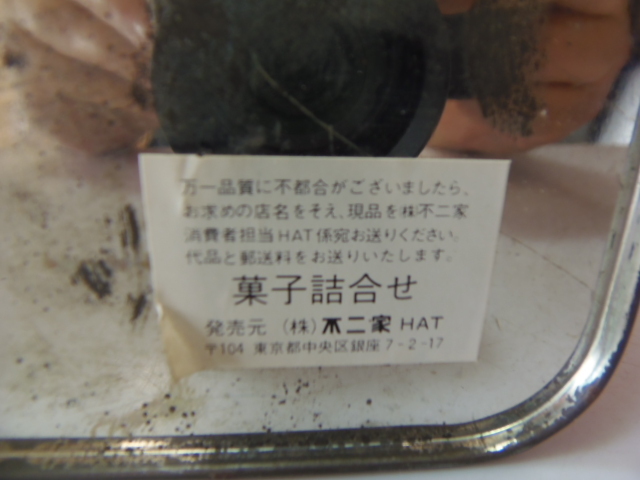 万一品質に不都合がございましたら、
お求めの店名をそえ、現品を㈱不二家
消費者担当HAT係宛お送りください。
代品と郵送料をお送りいたします。
菓子詰合せ
発売元 (株)不二家 HAT
〒104 東京都中央区銀座7-2-17